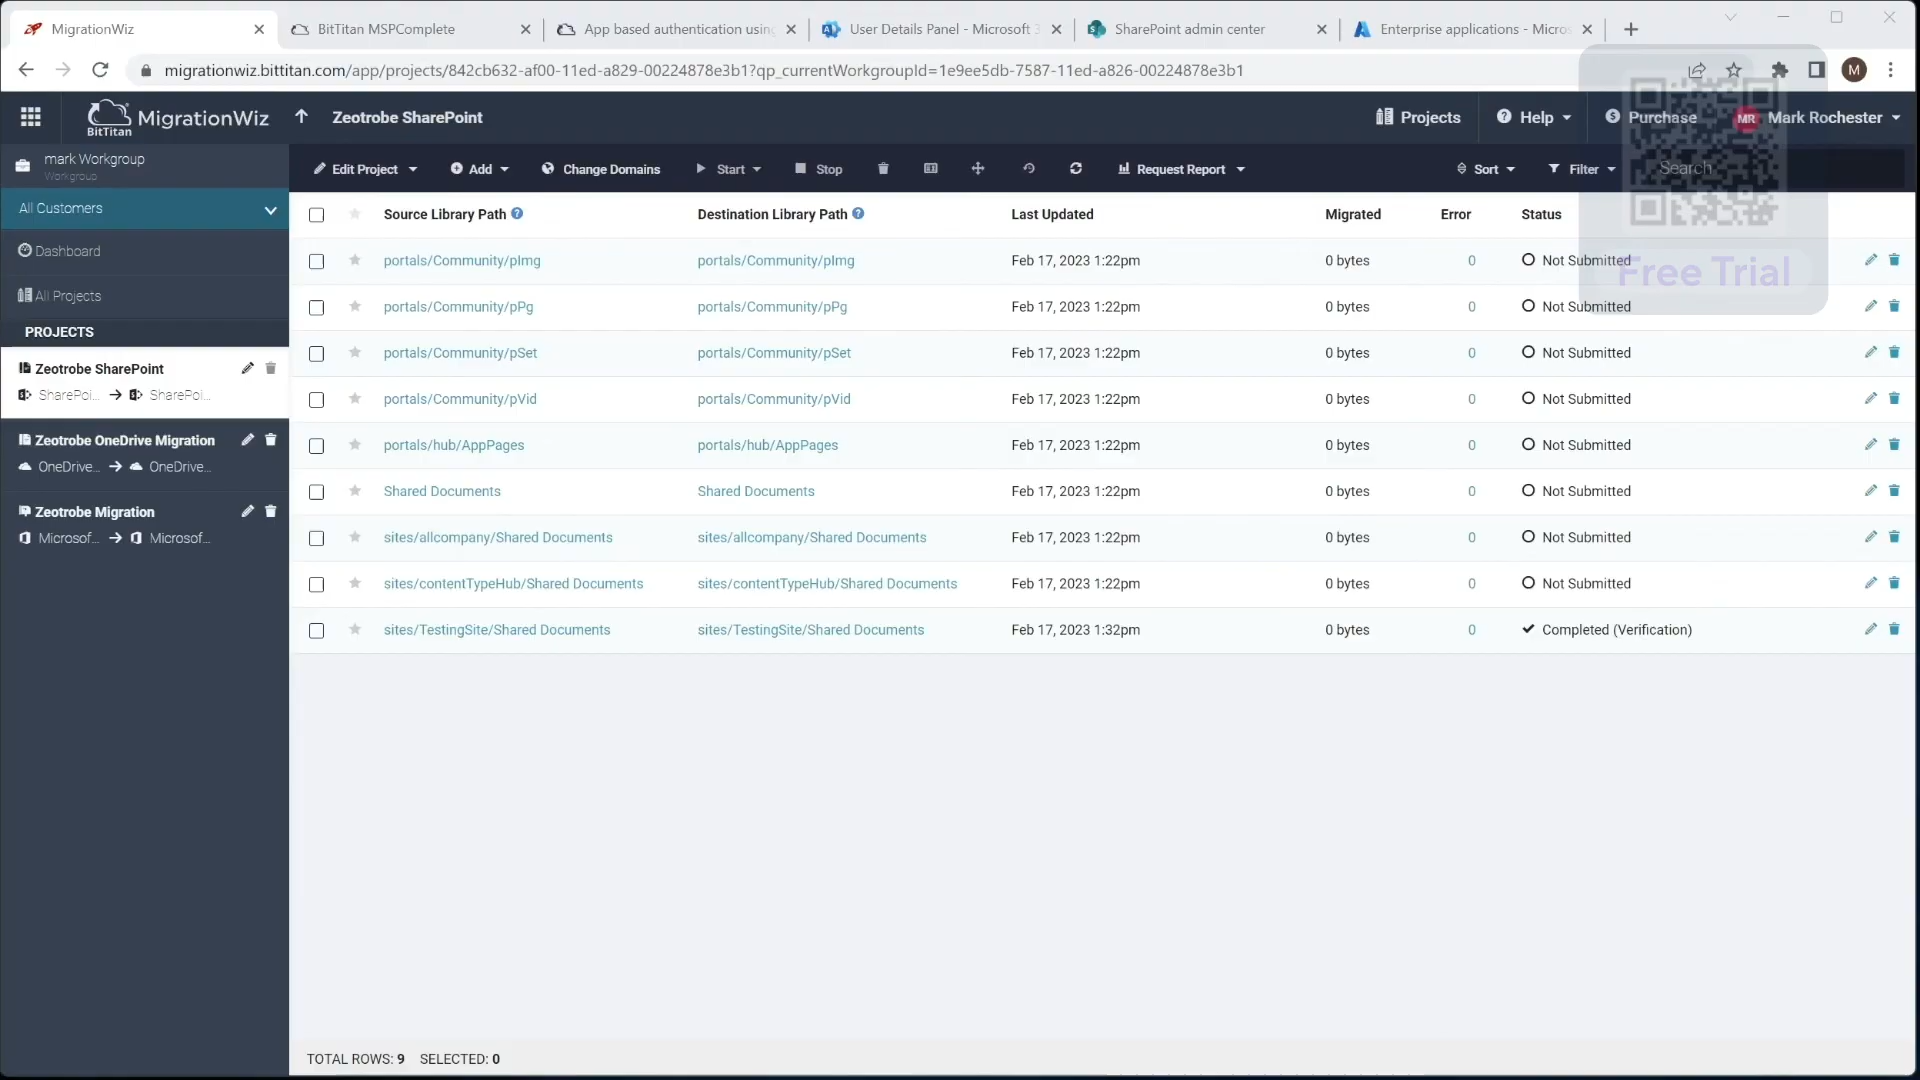 MigrationWiz
BitTitan MSPComplete
App based authentication using
User Details Panel - Microsoft 3
SharePoint admin center
Enterprise applications - Micros
migrationwiz.bittitan.com/app/projects/842cb632-af00-11ed-a829-00224878e3b1?qp_currentWorkgroupId=1e9ee5db-7587-11ed-a826-00224878e3b1
M
BitTitan MigrationWiz
Zeotrobe SharePoint
Projects
Help
Purchase
MR Mark Rochester
mark Workgroup
Workgroup
Edit Project
Add
Change Domains
Start
Stop
Request Report
Sort
Filter
Search
All Customers
Dashboard
All Projects
PROJECTS
Zeotrobe SharePoint
SharePoi... → SharePoi...
Zeotrobe OneDrive Migration
OneDrive... → OneDrive...
Zeotrobe Migration
Microsof... → Microsof...
Source Library Path Destination Library Path Last Updated Migrated Error Status
portals/Community/pImg portals/Community/pImg Feb 17, 2023 1:22pm 0 bytes 0 Not Submitted
Free Trial
portals/Community/pPg portals/Community/pPg Feb 17, 2023 1:22pm 0 bytes 0 Not Submitted
portals/Community/pSet portals/Community/pSet Feb 17, 2023 1:22pm 0 bytes 0 Not Submitted
portals/Community/pVid portals/Community/pVid Feb 17, 2023 1:22pm 0 bytes 0 Not Submitted
portals/hub/AppPages portals/hub/AppPages Feb 17, 2023 1:22pm 0 bytes 0 Not Submitted
Shared Documents Shared Documents Feb 17, 2023 1:22pm 0 bytes 0 Not Submitted
sites/allcompany/Shared Documents sites/allcompany/Shared Documents Feb 17, 2023 1:22pm 0 bytes 0 Not Submitted
sites/contentTypeHub/Shared Documents sites/contentTypeHub/Shared Documents Feb 17, 2023 1:22pm 0 bytes 0 Not Submitted
sites/TestingSite/Shared Documents sites/TestingSite/Shared Documents Feb 17, 2023 1:32pm 0 bytes 0 Completed (Verification)
TOTAL ROWS: 9 SELECTED: 0